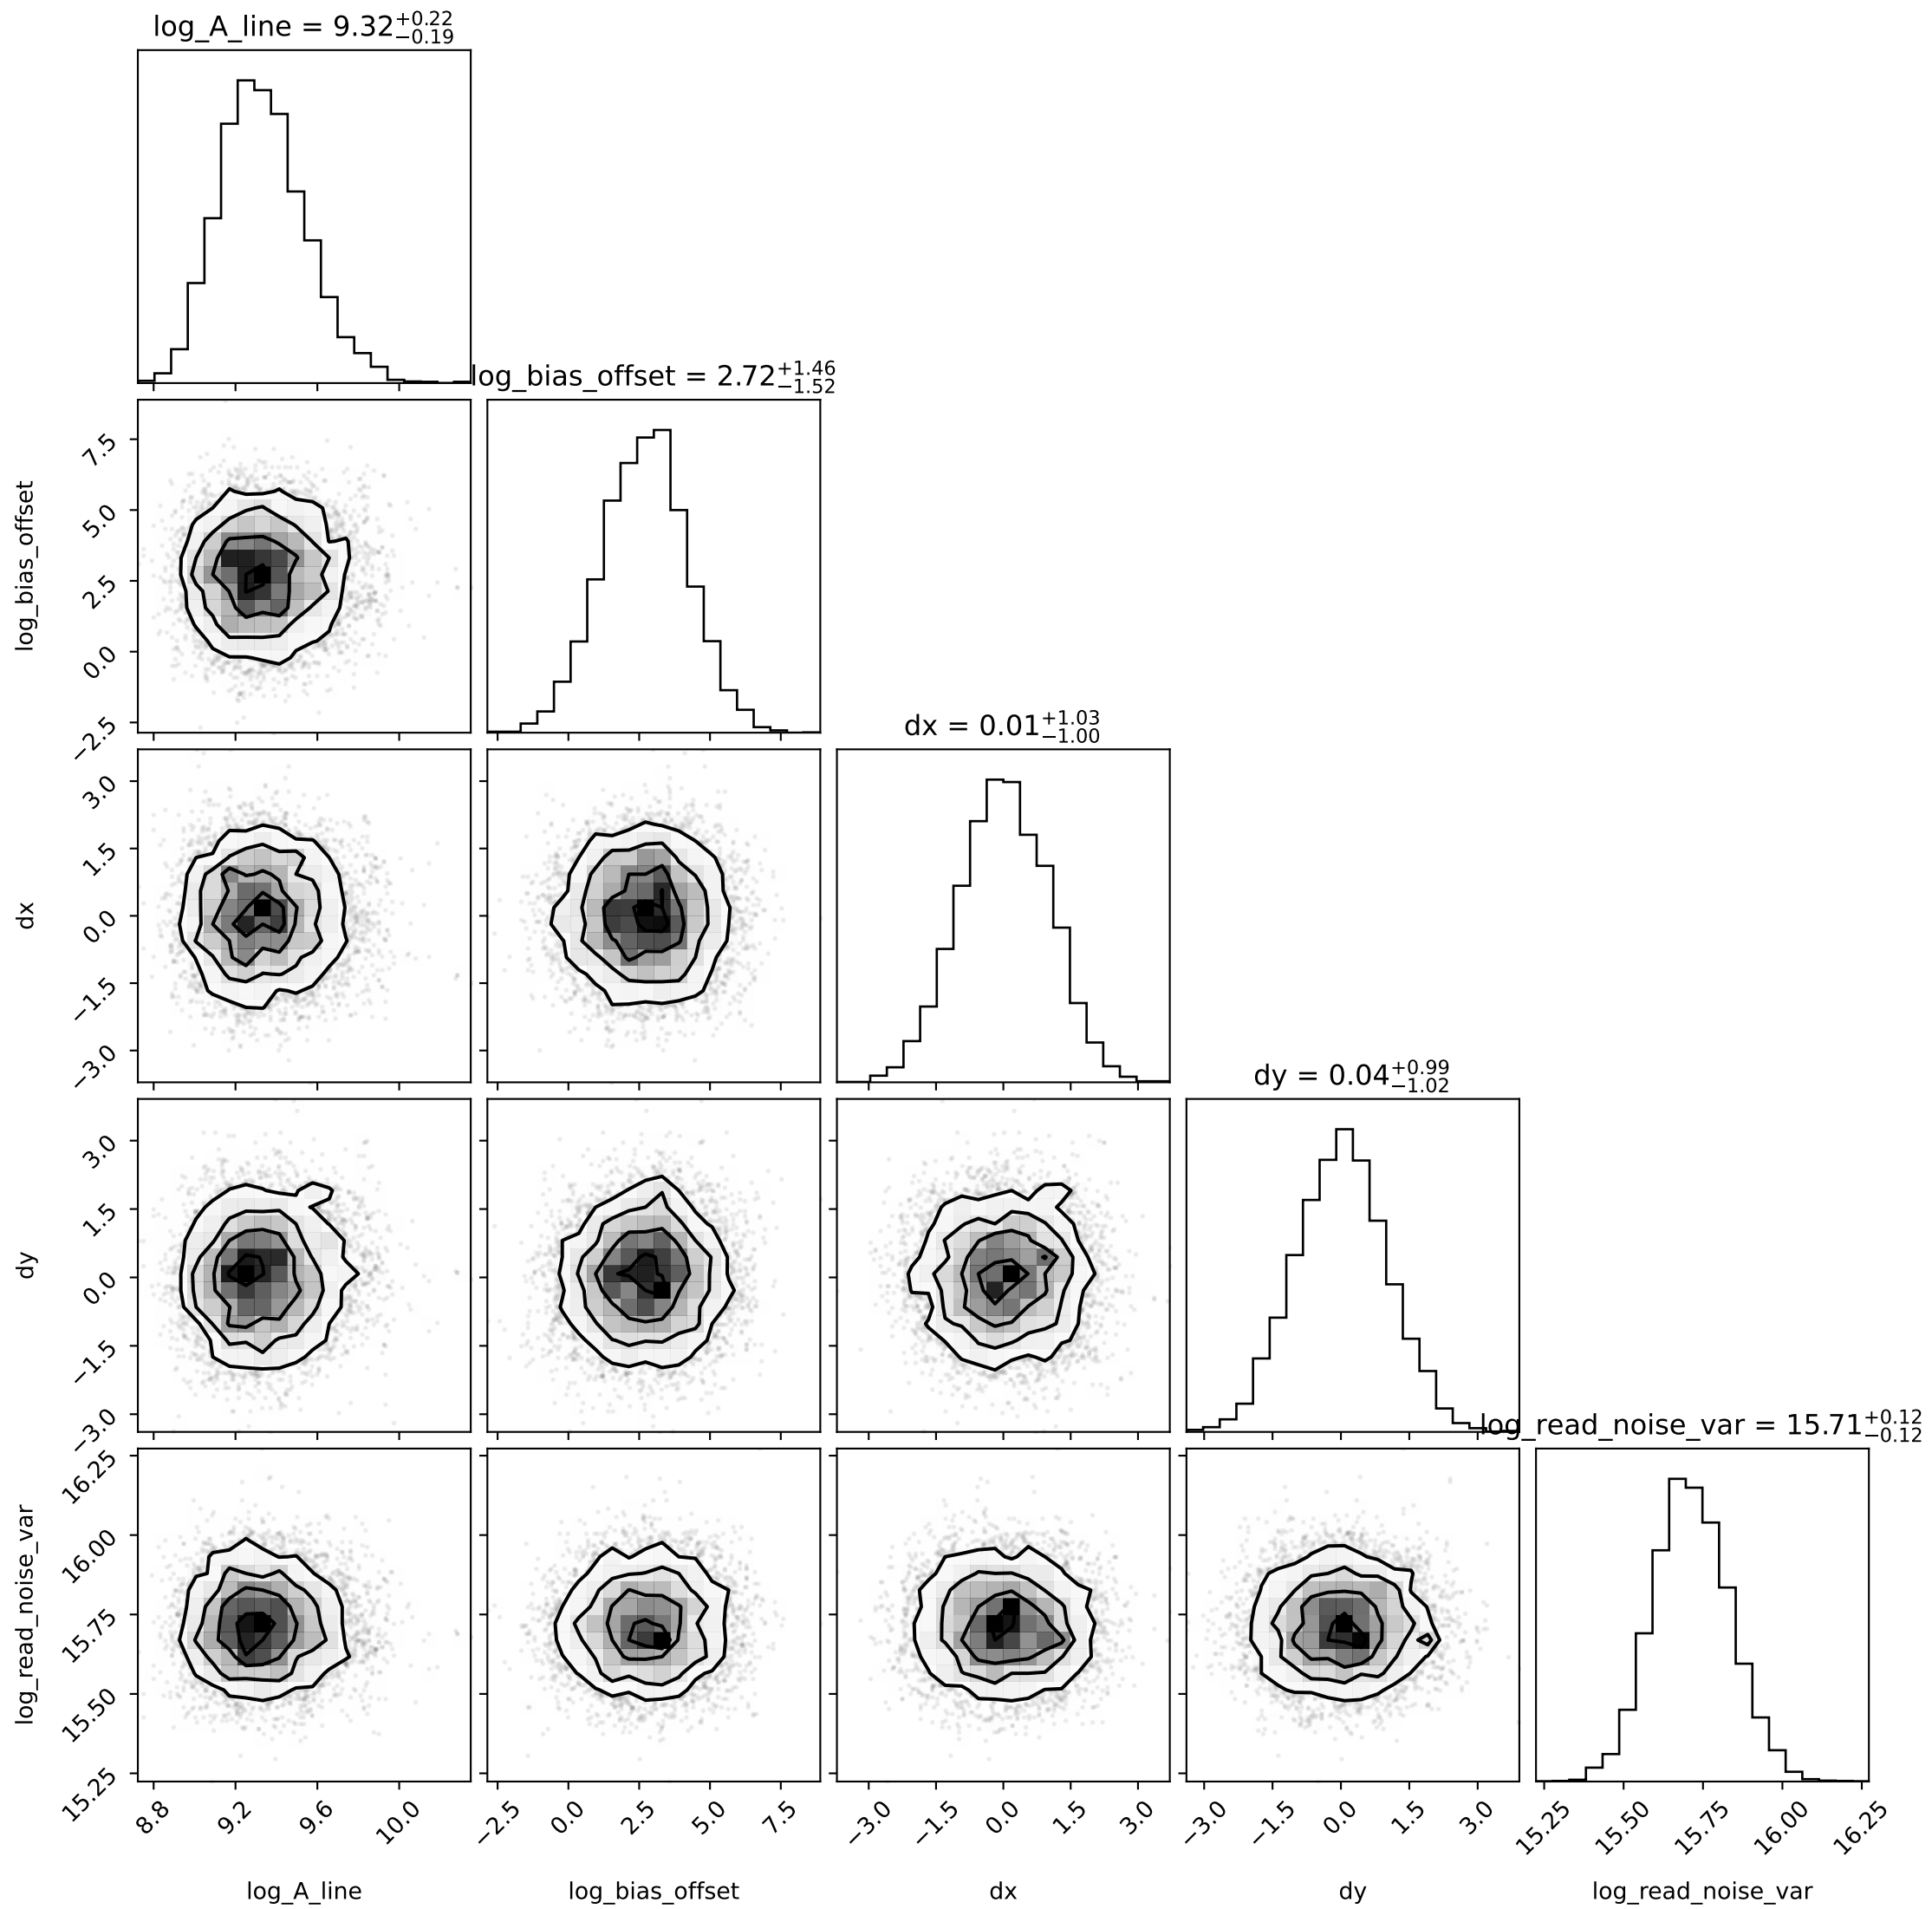 log_A_line = 9.32+0.22−0.19
log_bias_offset = 2.72+1.46−1.52
log_bias_offset
7.5
5.0
2.5
0.0
−2.5
dx = 0.01+1.03−1.00
dx
3.0
1.5
0.0
−1.5
−3.0
dy = 0.04+0.99−1.02
dy
3.0
1.5
0.0
−1.5
−3.0
log_read_noise_var = 15.71+0.12−0.12
log_read_noise_var
16.25
16.00
15.75
15.50
15.25
8.8 9.2 9.6 10.0 −2.5 0.0 2.5 5.0 7.5 −3.0 −1.5 0.0 1.5 3.0 −3.0 −1.5 0.0 1.5 3.0 15.25 15.50 15.75 16.00 16.25
log_A_line log_bias_offset dx dy log_read_noise_var